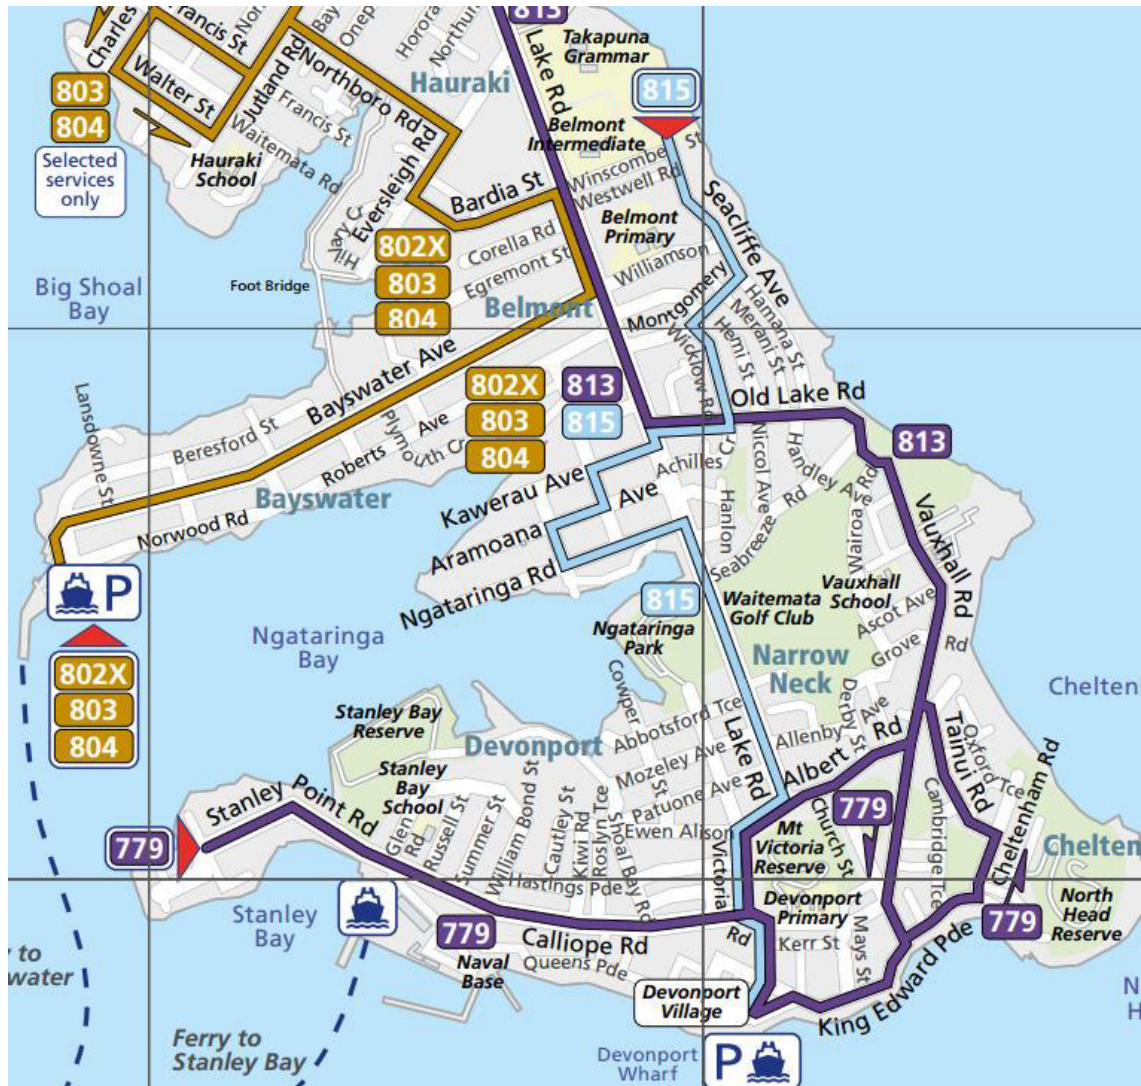 813
Charles
Francis St
Lake Rd
Takapuna
Grammar
Northboro Rd
Hauraki
Walter St
Jutland Rd
803
804
Selected
services
only
Francis St
Waitemata Rd
Hauraki
School
Eversleigh Rd
815
Belmont
Intermediate
Winscombe St
Westwell Rd
Bardia St
Belmont
Primary
Seacliffe Ave
Corella Rd
Egremont St
Williamson
802X
803
804
Foot Bridge
Big Shoal
Bay
Belmont
Montgomery
Hamana St
Merani St
Hemi St
Wicklow Rd
Bayswater Ave
Lansdowne St
Beresford St
Plymouth Cr
Roberts Ave
802X
803
804
813
815
Old Lake Rd
813
Bayswater
Norwood Rd
Kawerau Ave
Achilles
Niccol Ave
Handley Ave
Rd
Aramoana Ave
Hanlon
Cr
Seabreeze Rd
Wairoa
Vauxhall Rd
Ngataringa Rd
P
802X
803
804
Ngataringa
Bay
815
Ngataringa
Park
Waitemata
Golf Club
Vauxhall
School
Ascot Ave
Grove Rd
Narrow
Neck
Cheltenh
Cowper St
Abbotsford Tce
Derby St
Allenby Ave
Stanley Bay
Reserve
Devonport
Mozeley Ave
Lake Rd
Albert Rd
Tainui Rd
Oxford Tce
Cheltenham Rd
Patuone Ave
Stanley
Bay
School
Stanley Point Rd
779
Glen Rd
Russell St
Summer St
William Bond St
Cautley St
Kiwi Rd
Roslyn Tce
Shoal Bay Rd
Ewen Alison
Victoria Rd
Mt
Victoria
Reserve
Church St
779
Cambridge Tce
Chelten
Hastings Pde
Devonport
Primary
Stanley
Bay
779
Naval
Base
Calliope Rd
Queens Pde
Kerr St
Mays St
779
North
Head
Reserve
King Edward Pde
Devonport
Village
y to
water
Ferry to
Stanley Bay
Devonport
Wharf
P
N
H